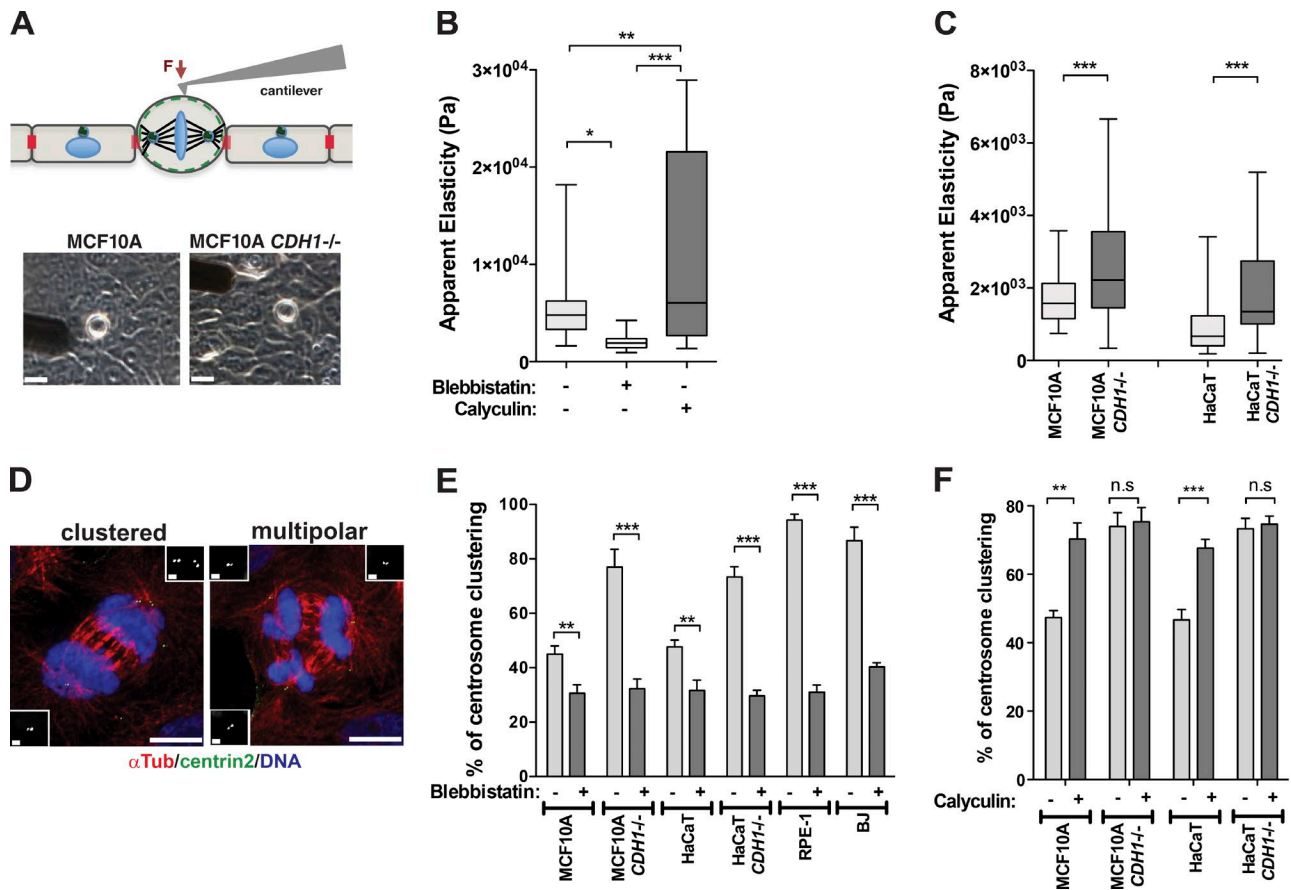 A
F
cantilever
MCF10A
MCF10A CDH1-/-
B
Apparent Elasticity (Pa)
3×10⁰⁴
2×10⁰⁴
1×10⁰⁴
0
**
***
*
Blebbistatin: - + -
Calyculin: - - +
C
Apparent Elasticity (Pa)
8×10⁰³
6×10⁰³
4×10⁰³
2×10⁰³
0
*** ***
MCF10A
MCF10A
CDH1-/-
HaCaT
HaCaT
CDH1-/-
D
clustered
multipolar
αTub/centrin2/DNA
E
% of centrosome clustering
100
80
60
40
20
0
** *** ** *** *** ***
Blebbistatin: - + - + - + - + - + - +
MCF10A
MCF10A
CDH1-/-
HaCaT
HaCaT
CDH1-/-
RPE-1
BJ
F
% of centrosome clustering
80
60
40
20
0
** n.s *** n.s
Calyculin: - + - + - + - +
MCF10A
MCF10A
CDH1-/-
HaCaT
HaCaT
CDH1-/-